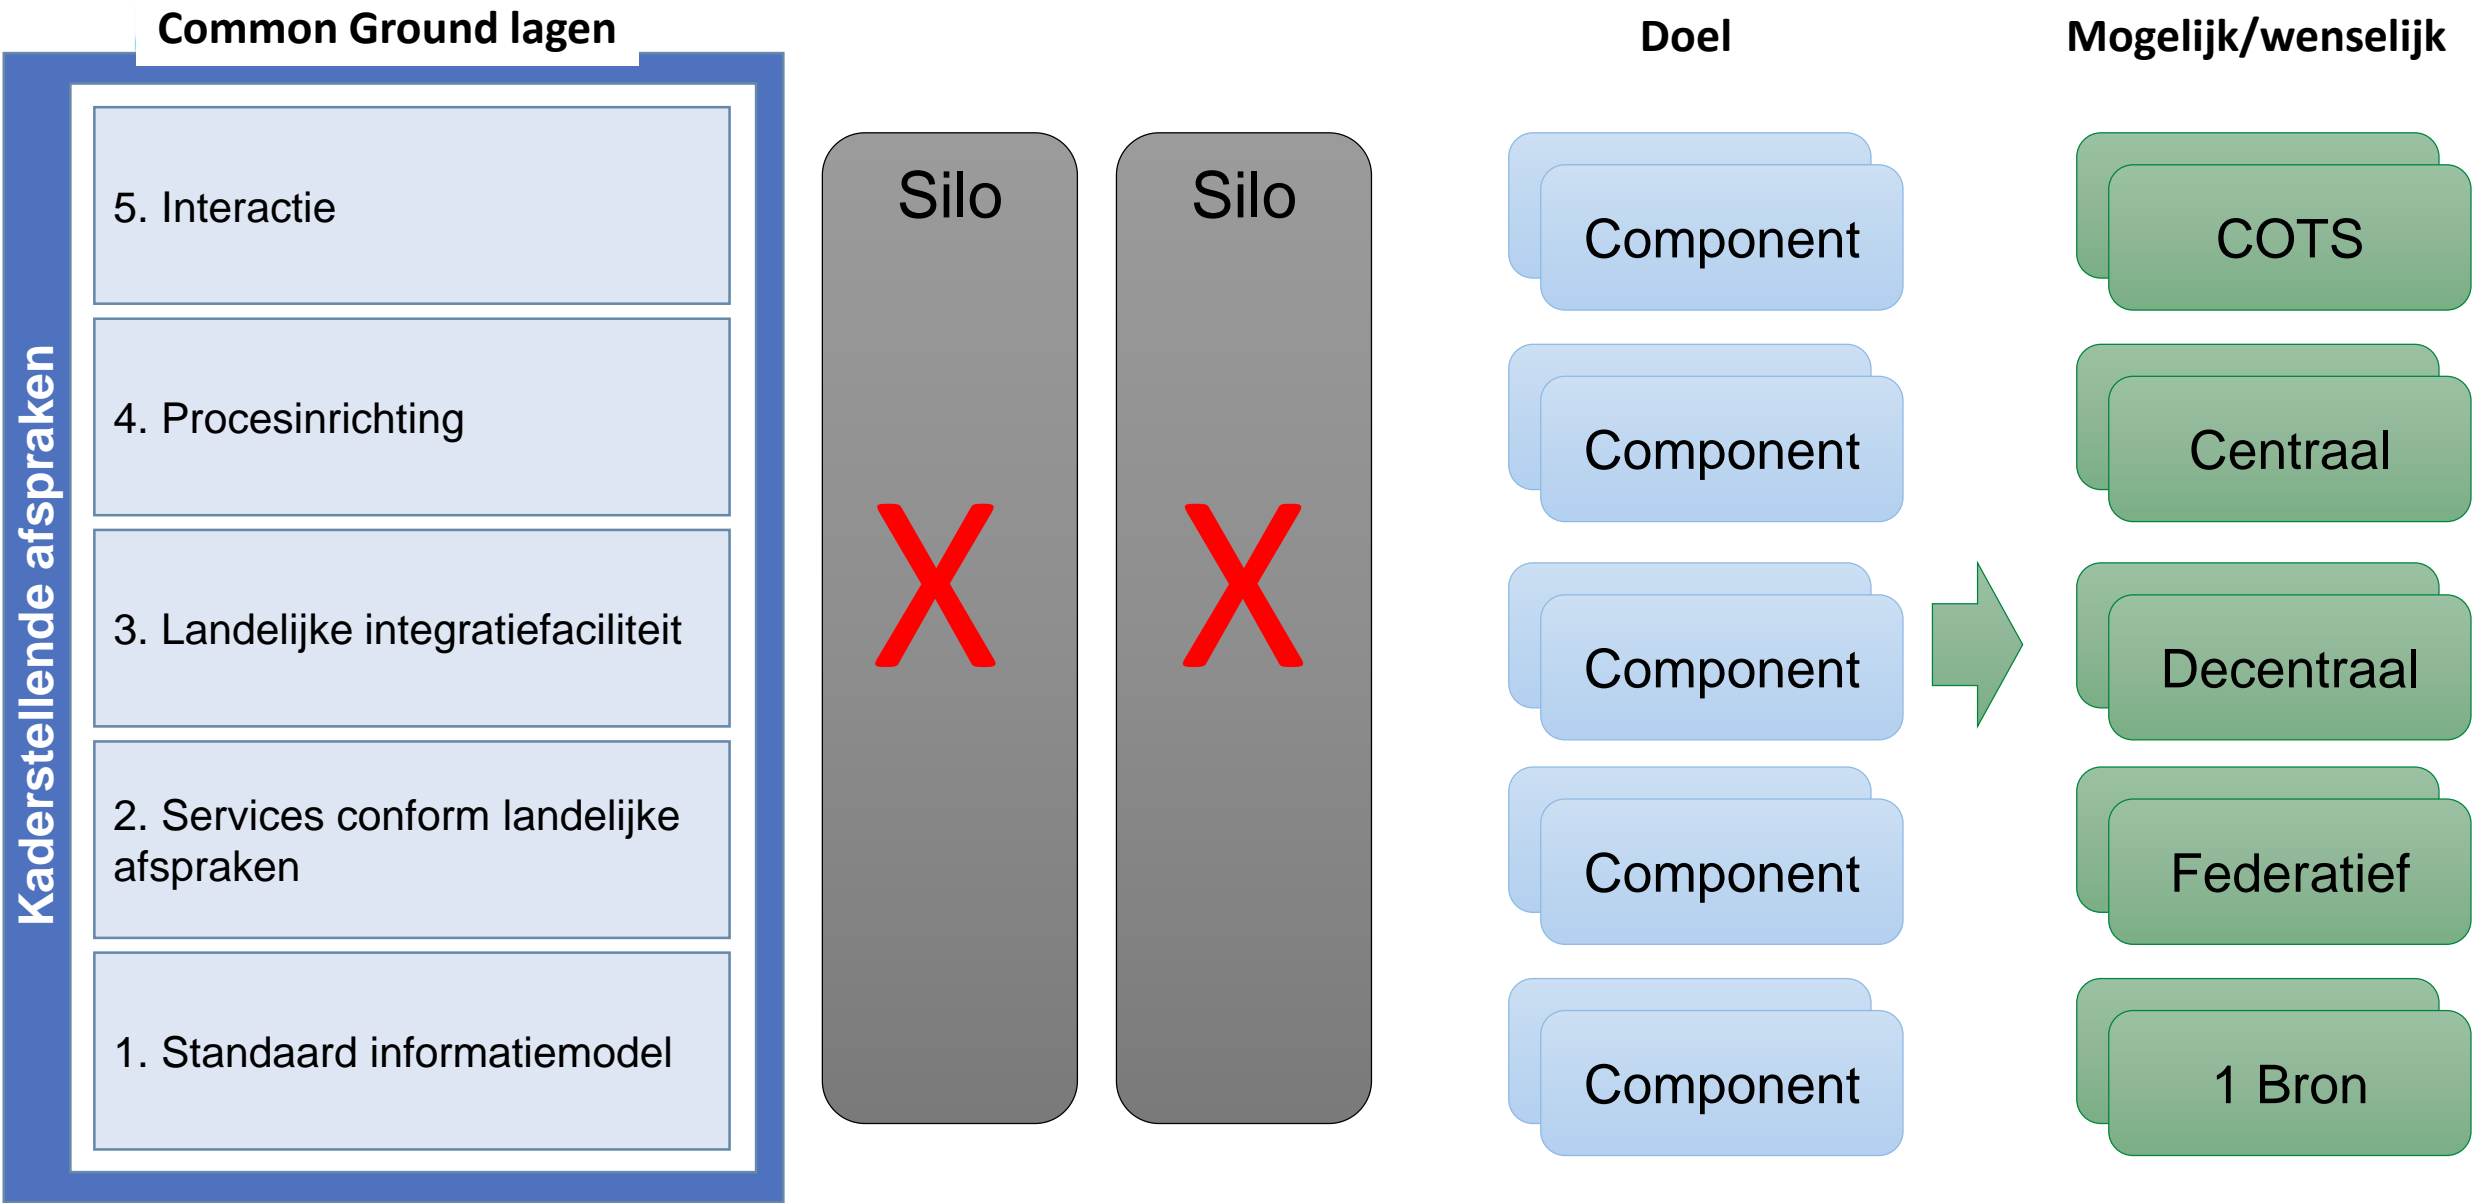 Common Ground lagen
Doel
Mogelijk/wenselijk
Kaderstellende afspraken
5. Interactie
4. Procesinrichting
3. Landelijke integratiefaciliteit
2. Services conform landelijke
afspraken
1. Standaard informatiemodel
Silo
X
Silo
X
Component
Component
Component
Component
Component
COTS
Centraal
Decentraal
Federatief
1 Bron